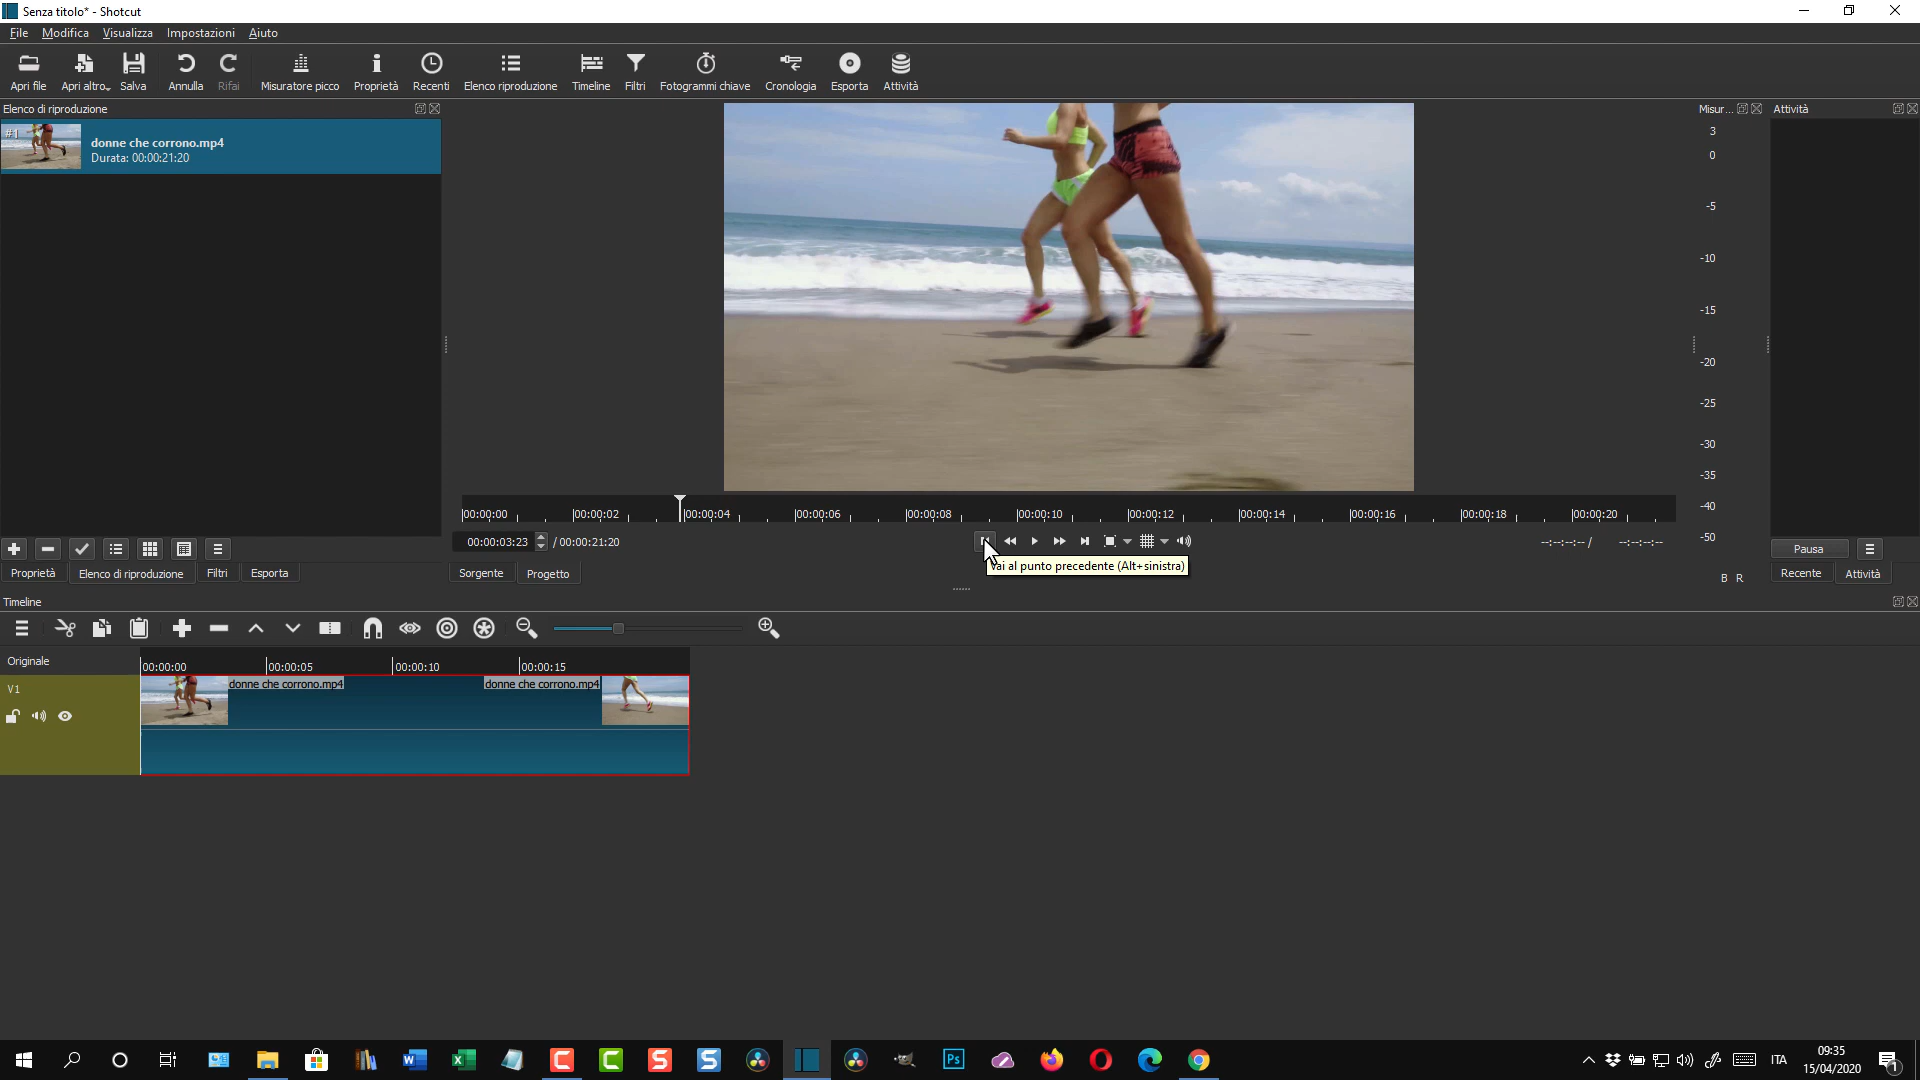 Senza titolo* - Shotcut
File Modifica Visualizza Impostazioni Aiuto
Apri file Apri altro Salva Annulla Rifai Misuratore picco Proprietà Recenti Elenco riproduzione Timeline Filtri Fotogrammi chiave Cronologia Esporta Attività
Elenco di riproduzione
#1
donne che corrono.mp4
Durata: 00:00:21:20
Misur...
3
0
-5
-10
-15
-20
-25
-30
-35
-40
-50
B R
Attività
00:00:00 00:00:02 00:00:04 00:00:06 00:00:08 00:00:10 00:00:12 00:00:14 00:00:16 00:00:18 00:00:20
00:00:03:23 / 00:00:21:20
--:--:--:-- / --:--:--:--
Vai al punto precedente (Alt+sinistra)
Pausa
Proprietà Elenco di riproduzione Filtri Esporta
Sorgente Progetto
Recente Attività
Timeline
Originale
00:00:00 00:00:05 00:00:10 00:00:15
V1
donne che corrono.mp4 donne che corrono.mp4
Ps
ITA
09:35
15/04/2020
1